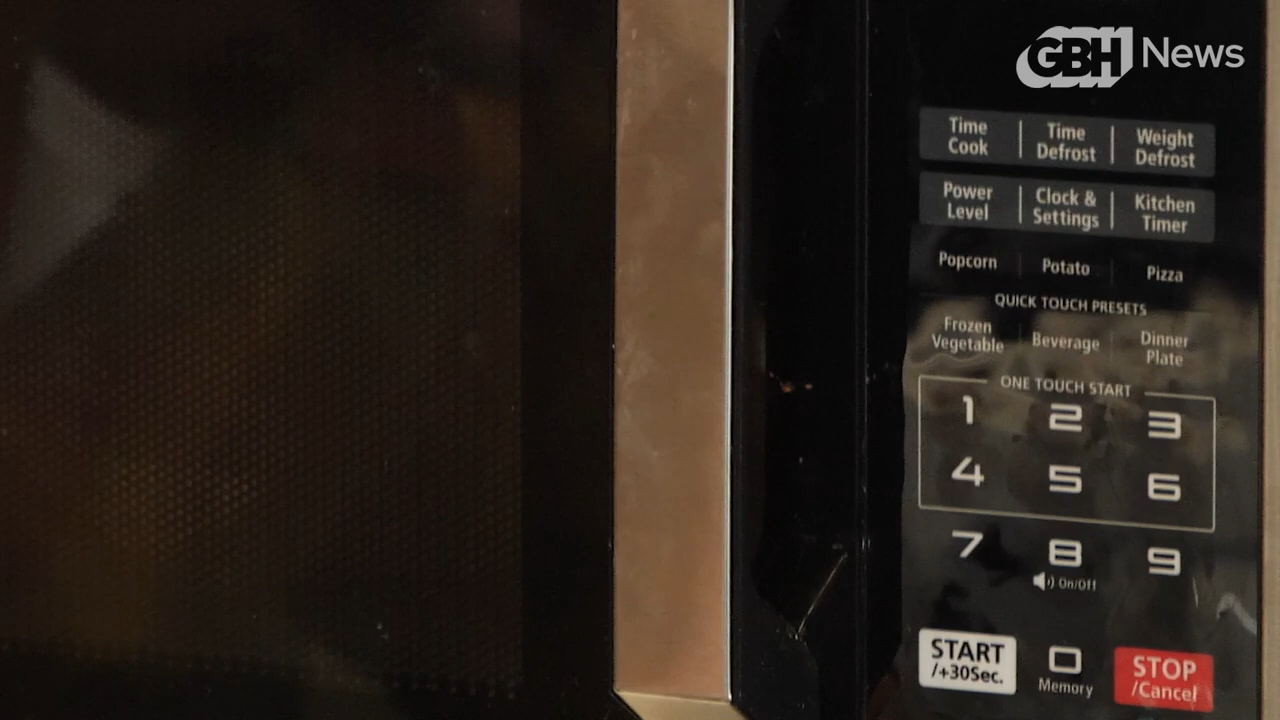 GBH News
Time Cook | Time Defrost | Weight Defrost
Power Level | Clock & Settings | Kitchen Timer
Popcorn Potato Pizza
QUICK TOUCH PRESETS
Frozen Vegetable Beverage Dinner Plate
ONE TOUCH START
1 2 3
4 5 6
7 8 9
On/Off
START /+30Sec. 0 Memory STOP /Cancel